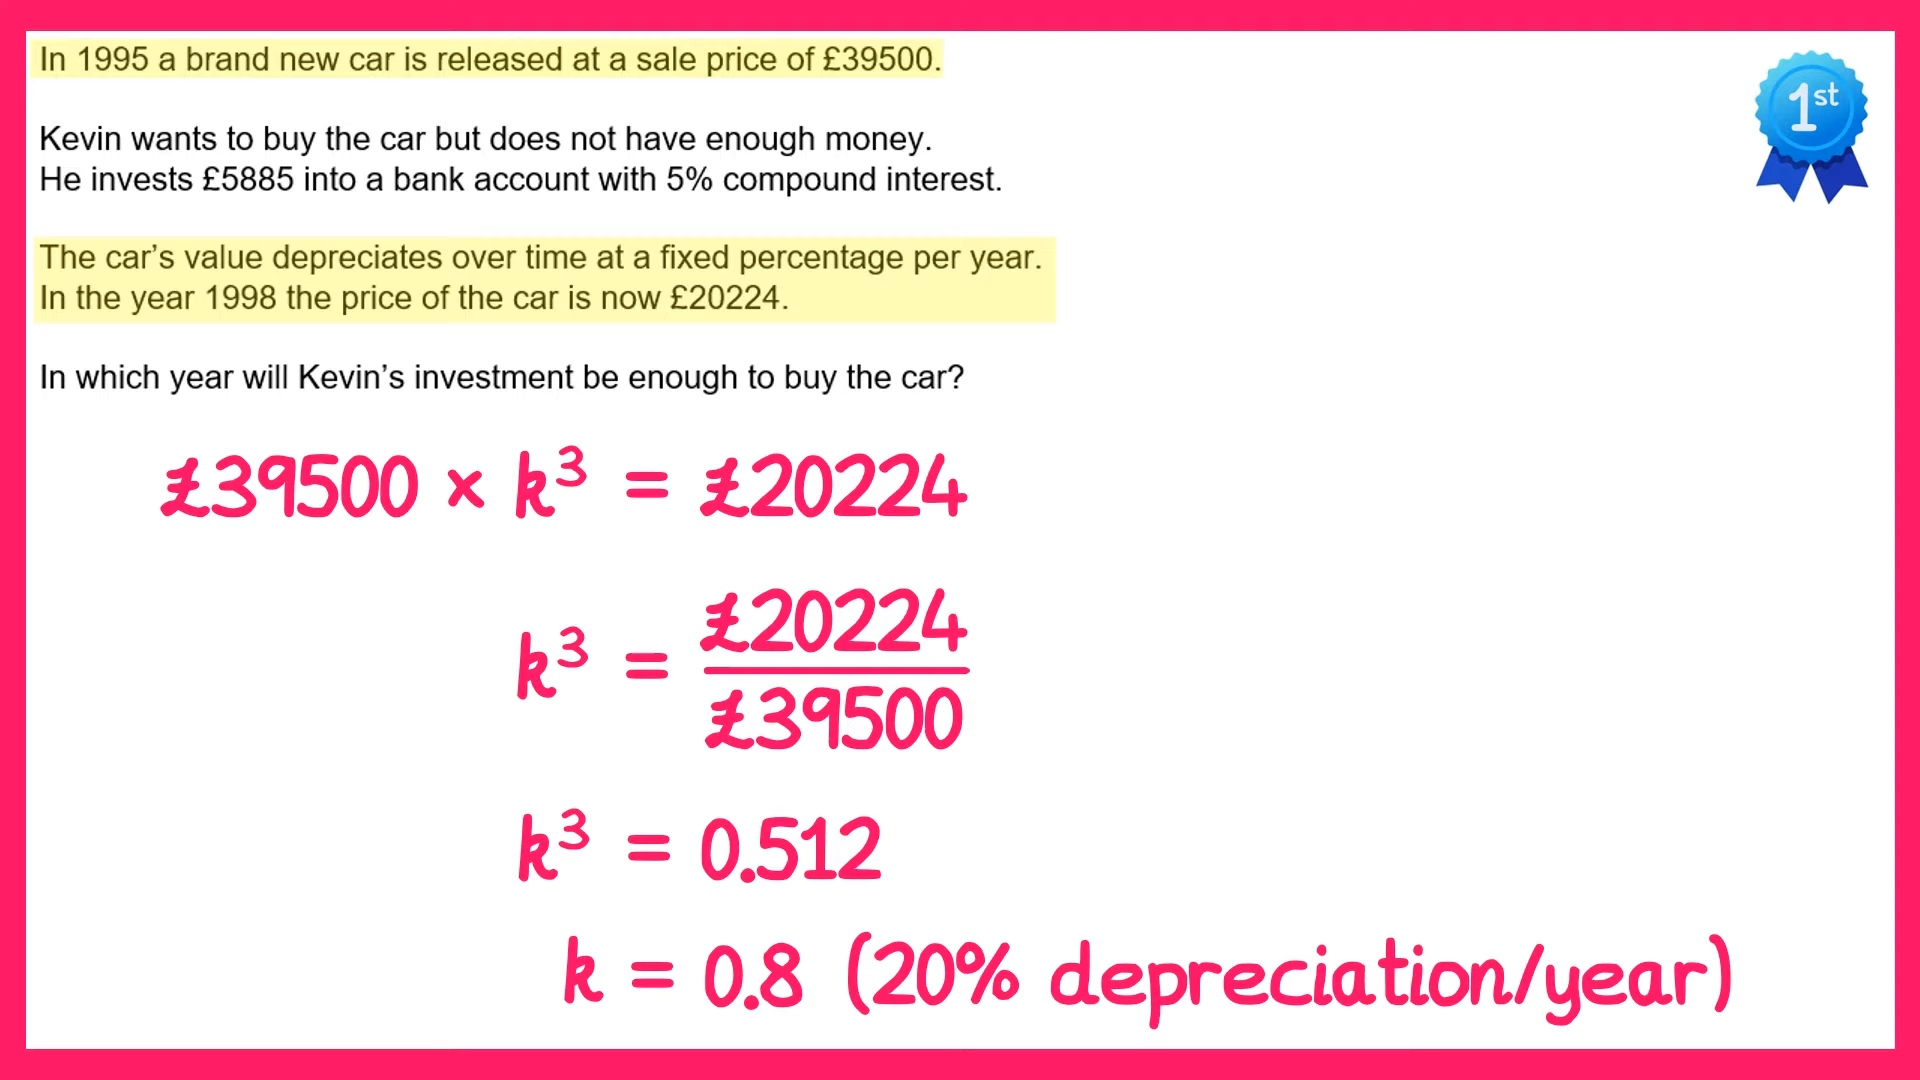 In 1995 a brand new car is released at a sale price of £39500.
1st
Kevin wants to buy the car but does not have enough money.
He invests £5885 into a bank account with 5% compound interest.
The car’s value depreciates over time at a fixed percentage per year.
In the year 1998 the price of the car is now £20224.
In which year will Kevin’s investment be enough to buy the car?
£39500 × k³ = £20224
k³ = £20224
£39500
k³ = 0.512
k = 0.8 (20% depreciation/year)